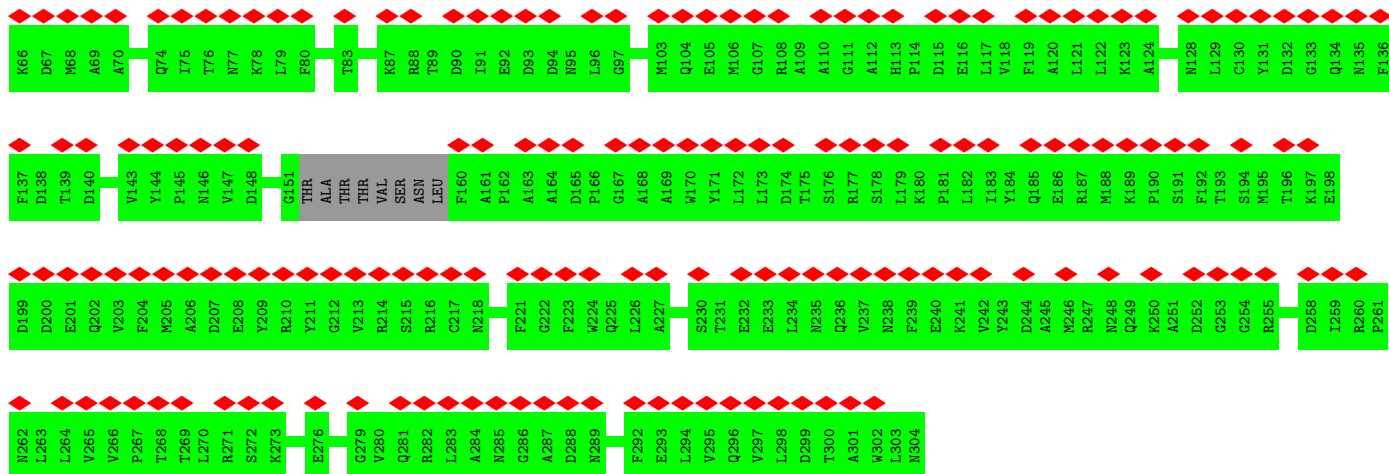 K66 D67 M68 A69 A70 Q74 I75 T76 N77 K78 L79 F80 T83 K87 R88 T89 D90 I91 E92 D93 D94 N95 L96 G97 M103 Q104 E105 M106 G107 R108 A109 A110 G111 A112 H113 P114 D115 E116 L117 V118 F119 A120 L121 L122 K123 A124 N128 L129 C130 Y131 D132 G133 Q134 N135 F136
F137 D138 T139 D140 V143 Y144 P145 N146 V147 D148 G151 THR ALA THR THR VAL SER ASN LEU F160 A161 P162 A163 A164 D165 P166 G167 A168 A169 W170 Y171 L172 L173 D174 T175 S176 R177 S178 L179 K180 P181 L182 I183 Y184 Q185 E186 R187 M188 K189 P190 S191 F192 T193 S194 M195 T196 K197 E198
D199 D200 E201 Q202 V203 F204 M205 A206 D207 E208 Y209 R210 Y211 G212 V213 R214 S215 R216 C217 N218 F221 G222 F223 W224 Q225 L226 A227 S230 T231 E232 E233 L234 N235 Q236 V237 N238 F239 E240 K241 V242 Y243 D244 A245 M246 R247 N248 Q249 K250 A251 D252 G253 G254 R255 D258 I259 R260 P261
N262 L263 L264 V265 V266 P267 T268 T269 L270 R271 S272 K273 E276 G279 V280 Q281 R282 L283 A284 N285 G286 A287 D288 N289 F292 E293 L294 V295 Q296 V297 L298 D299 T300 A301 W302 L303 N304